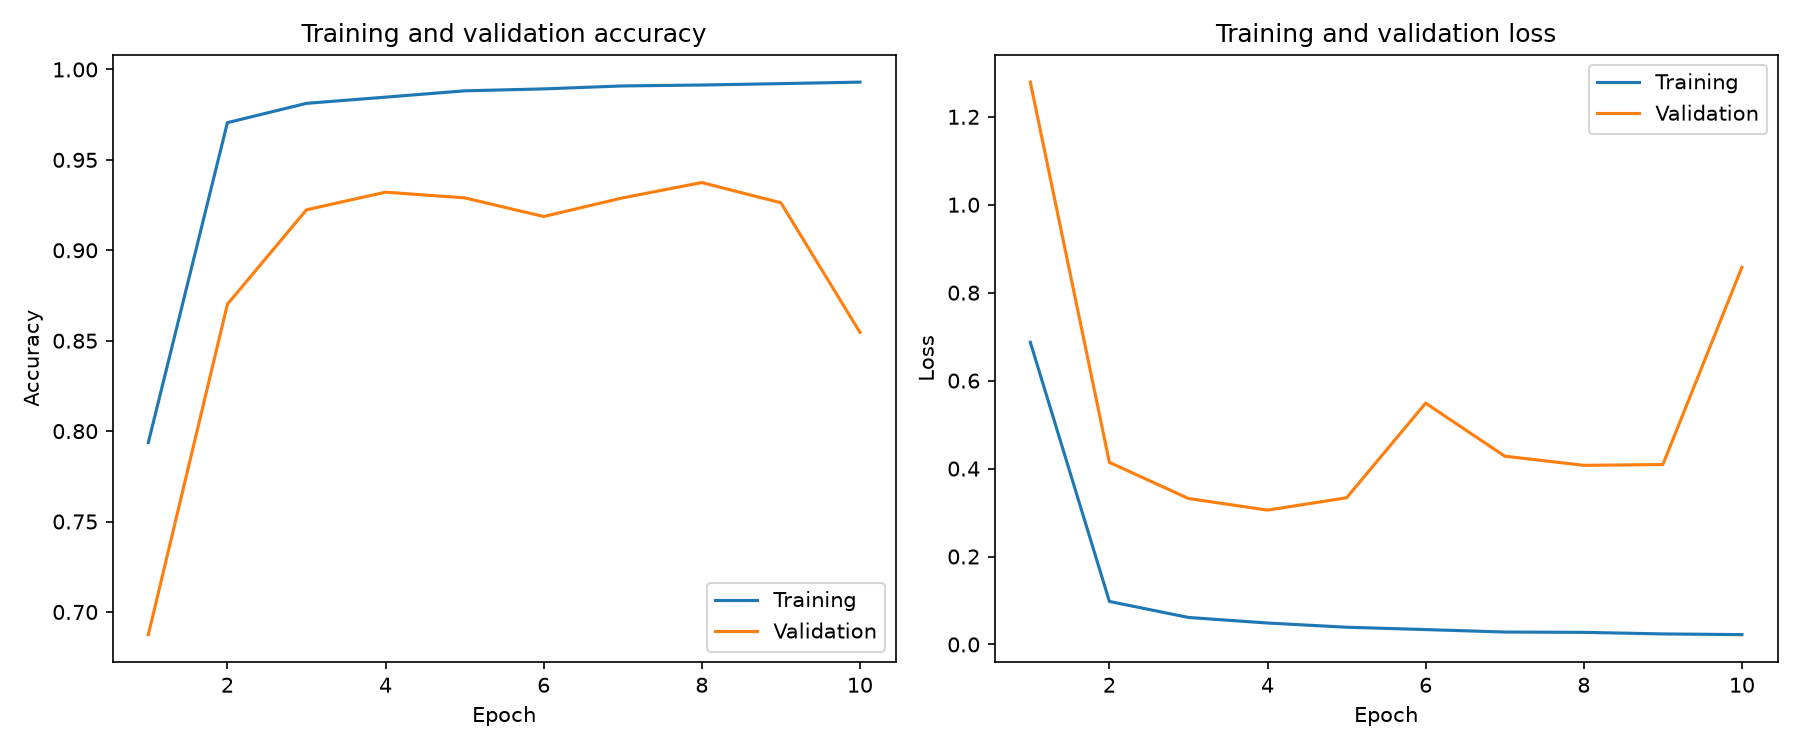 Training and validation accuracy
1.00
0.95
0.90
0.85
0.80
0.75
0.70
Accuracy
2
4
6
8
10
Epoch
Training
Validation
Training and validation loss
1.2
1.0
0.8
0.6
0.4
0.2
0.0
Loss
2
4
6
8
10
Epoch
Training
Validation